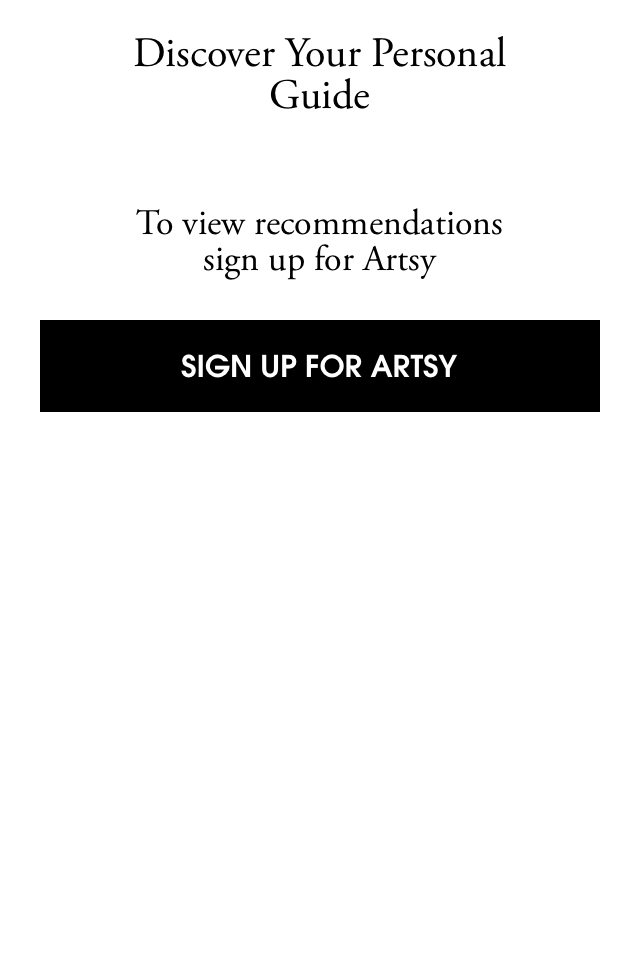 Discover Your Personal
Guide
To view recommendations
sign up for Artsy
SIGN UP FOR ARTSY